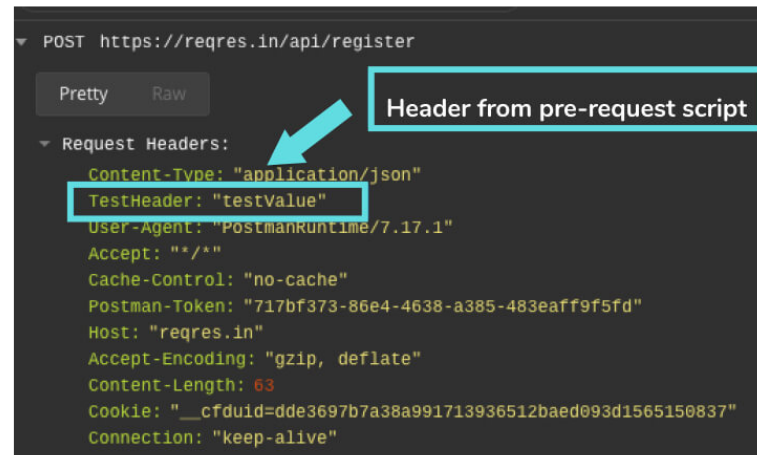 POST https://reqres.in/api/register
Pretty Raw
Header from pre-request script
Request Headers:
Content-Type: "application/json"
TestHeader: "testValue"
User-Agent: "PostmanRuntime/7.17.1"
Accept: "*/*"
Cache-Control: "no-cache"
Postman-Token: "717bf373-86e4-4638-a385-483eaff9f5fd"
Host: "reqres.in"
Accept-Encoding: "gzip, deflate"
Content-Length: 63
Cookie: "__cfduid=dde3697b7a38a991713936512baed093d1565150837"
Connection: "keep-alive"